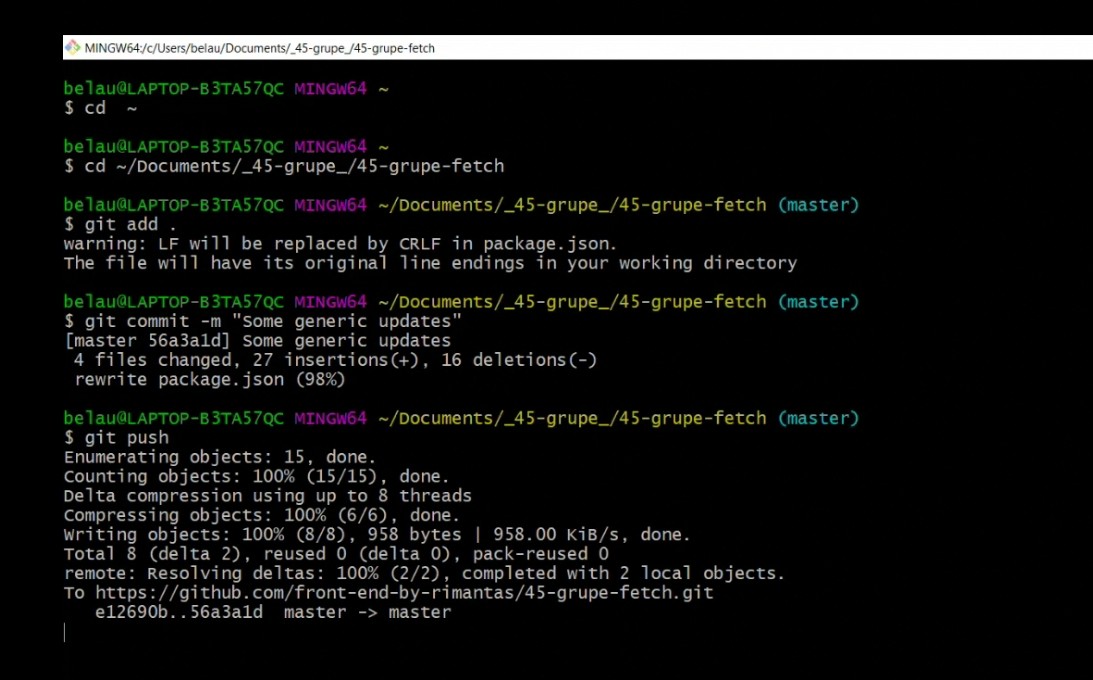 MINGW64:/c/Users/belau/Documents/_45-grupe_/45-grupe-fetch
belau@LAPTOP-B3TA57QC MINGW64 ~
$ cd  ~
belau@LAPTOP-B3TA57QC MINGW64 ~
$ cd ~/Documents/_45-grupe_/45-grupe-fetch
belau@LAPTOP-B3TA57QC MINGW64 ~/Documents/_45-grupe_/45-grupe-fetch (master)
$ git add .
warning: LF will be replaced by CRLF in package.json.
The file will have its original line endings in your working directory
belau@LAPTOP-B3TA57QC MINGW64 ~/Documents/_45-grupe_/45-grupe-fetch (master)
$ git commit -m "Some generic updates"
[master 56a3a1d] Some generic updates
 4 files changed, 27 insertions(+), 16 deletions(-)
 rewrite package.json (98%)
belau@LAPTOP-B3TA57QC MINGW64 ~/Documents/_45-grupe_/45-grupe-fetch (master)
$ git push
Enumerating objects: 15, done.
Counting objects: 100% (15/15), done.
Delta compression using up to 8 threads
Compressing objects: 100% (6/6), done.
Writing objects: 100% (8/8), 958 bytes | 958.00 KiB/s, done.
Total 8 (delta 2), reused 0 (delta 0), pack-reused 0
remote: Resolving deltas: 100% (2/2), completed with 2 local objects.
To https://github.com/front-end-by-rimantas/45-grupe-fetch.git
   e12690b..56a3a1d  master -> master